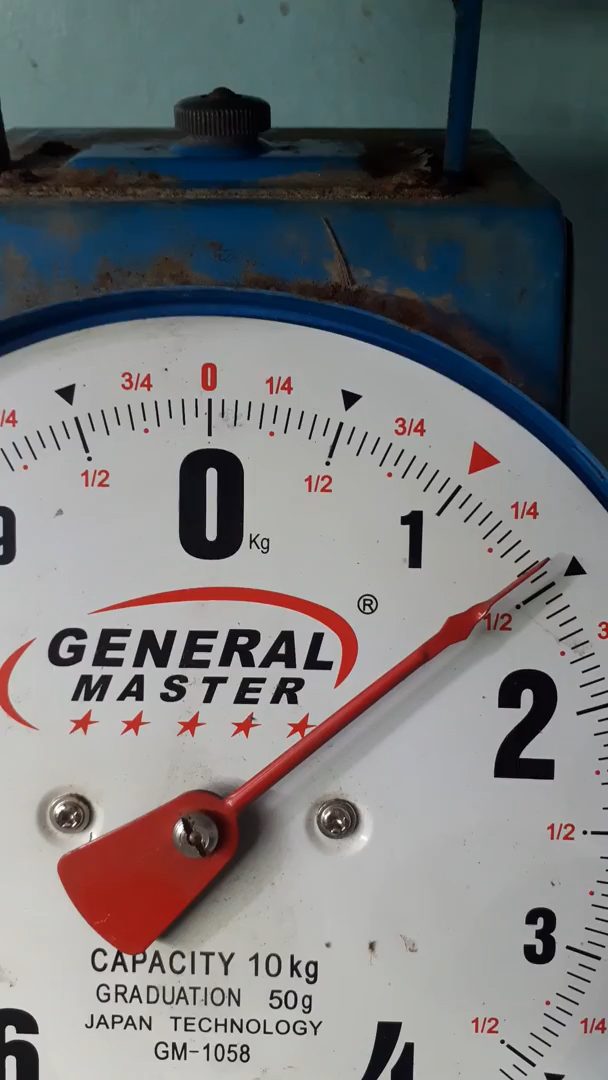 /4 3/4 0 1/4 3/4 1/4
1/2 1/2
9 0 Kg 1
1/2
3
GENERAL ®
MASTER
2
1/2
3
CAPACITY 10 kg
GRADUATION 50g
JAPAN TECHNOLOGY
GM-1058
1/2 1/4
6 4